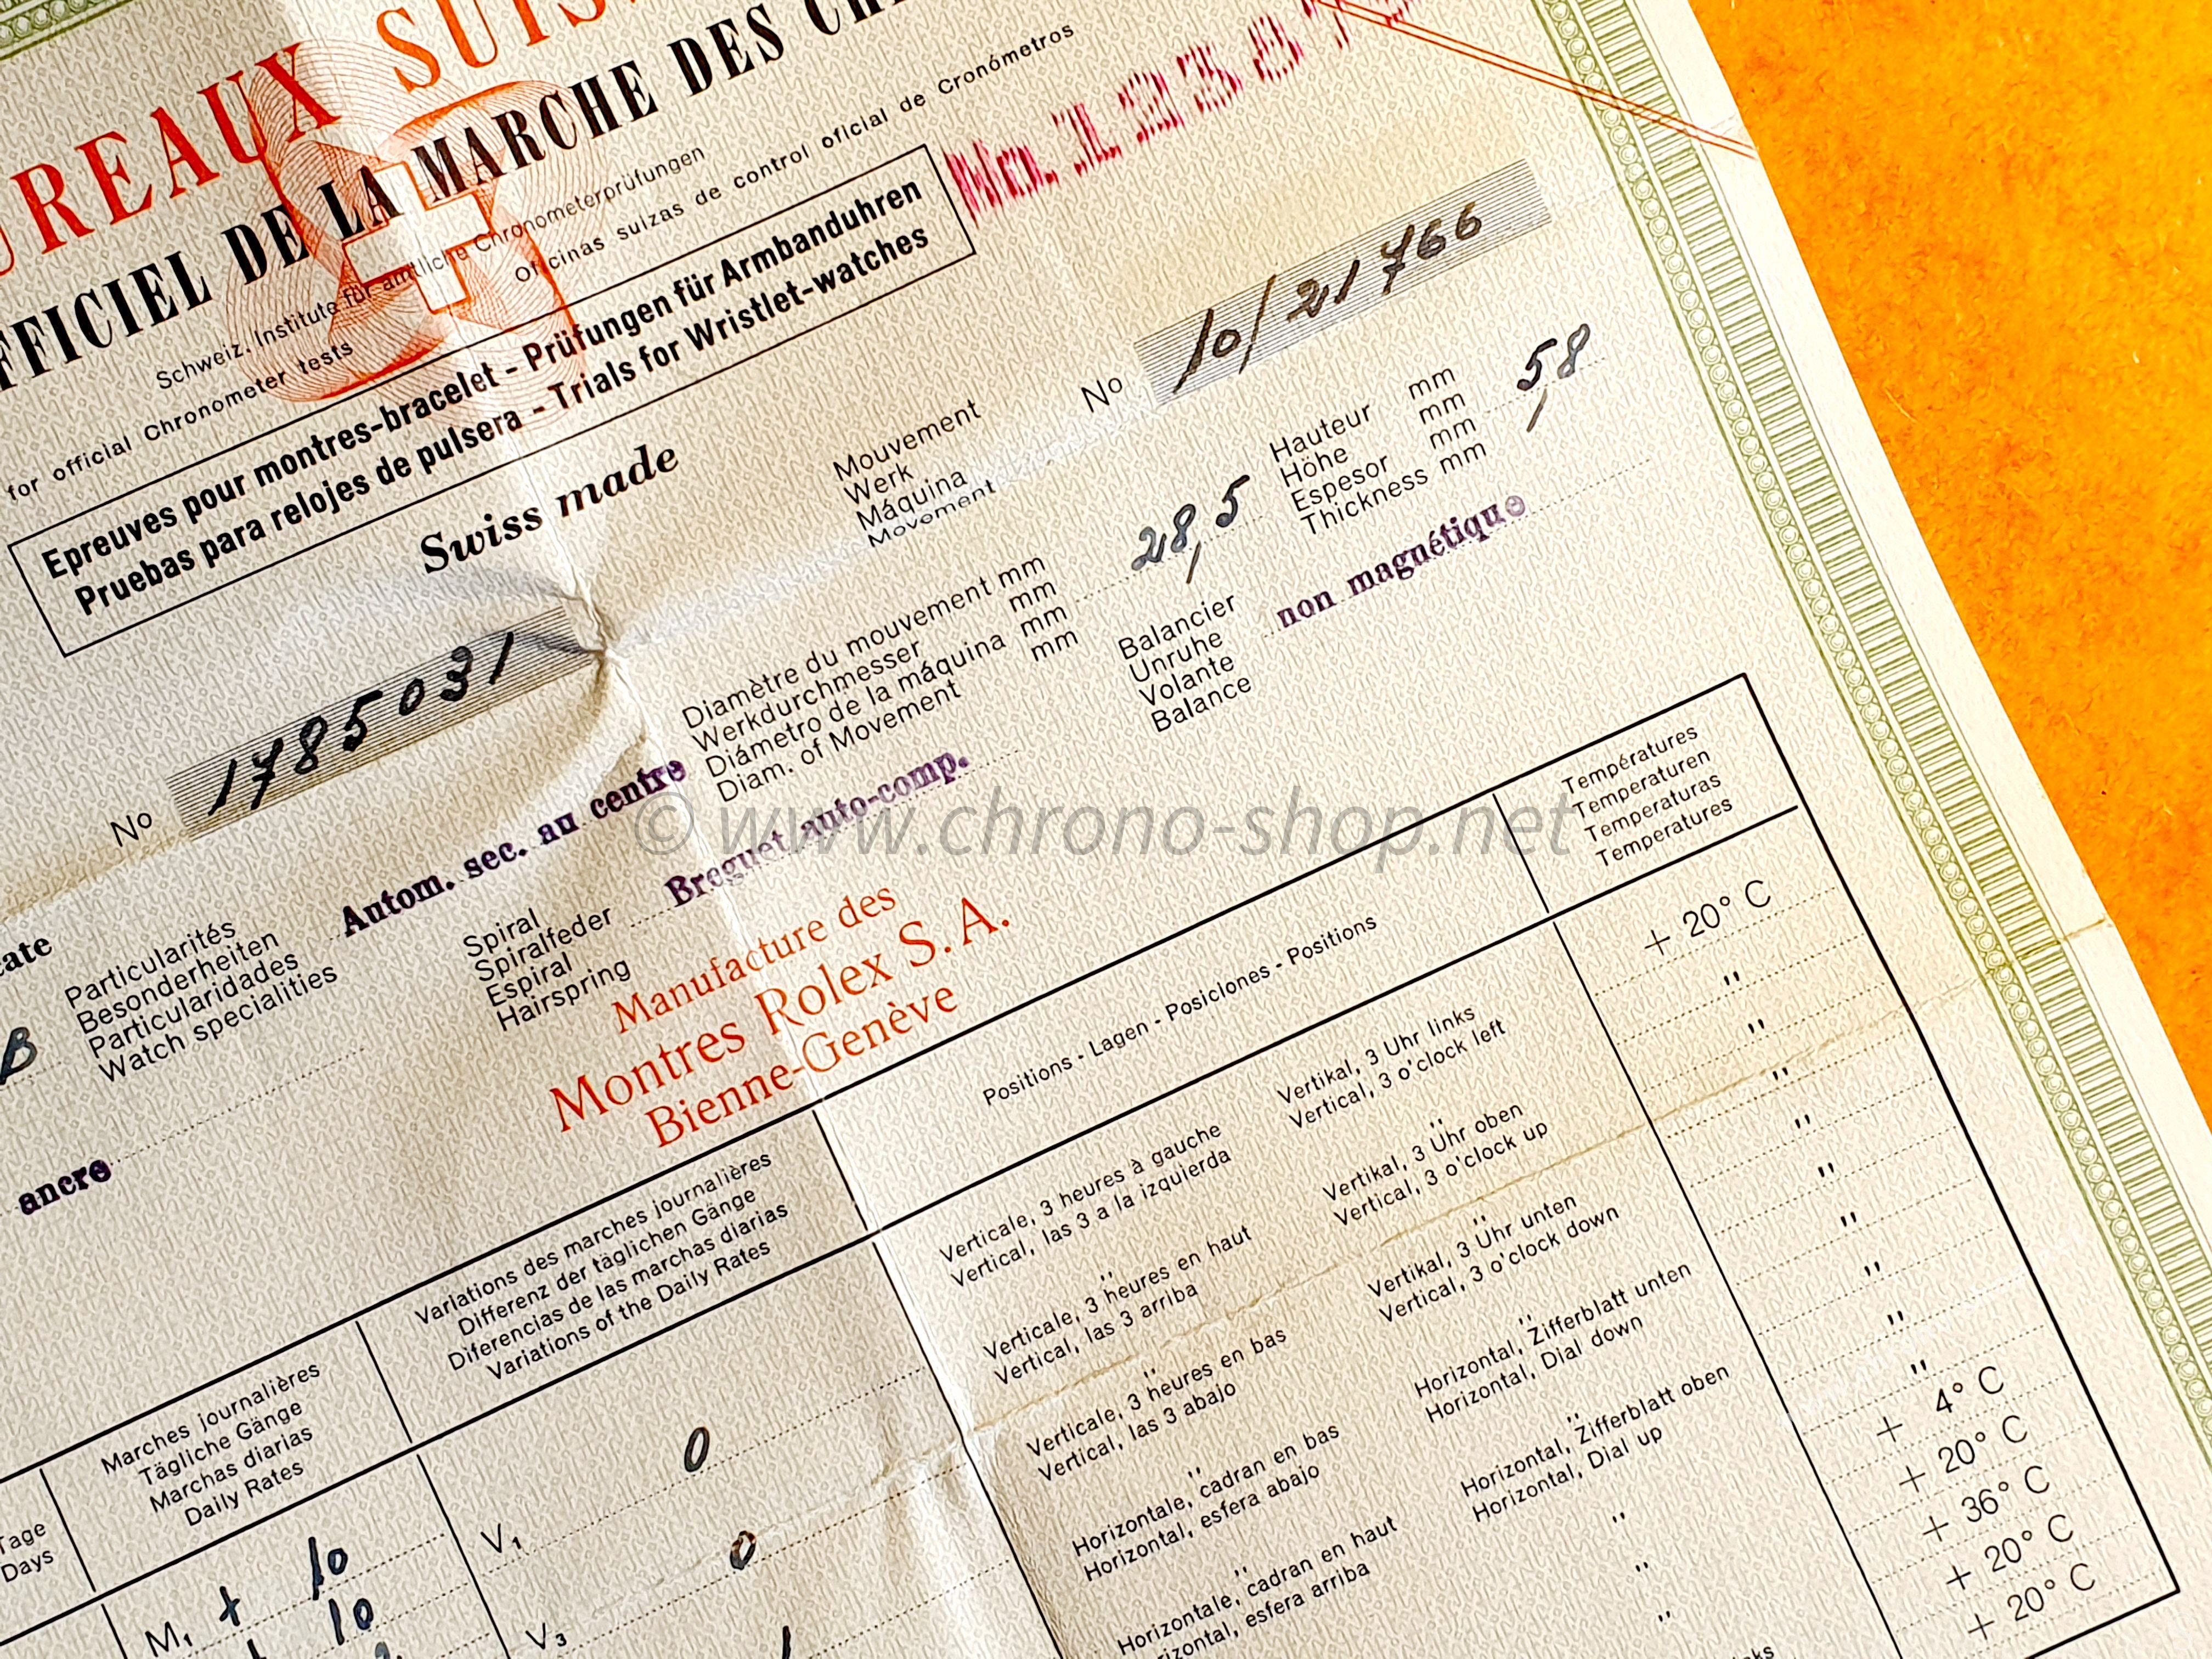 SUIS
OFFICIEL DE LA MARCHE DES
Schweiz. Institute für amtliche Chronometerprüfungen
for official Chronometer tests
Oficinas suizas de control oficial de Cronómetros
Epreuves pour montres-bracelet - Prüfungen für Armbanduhren
Pruebas para relojes de pulsera - Trials for Wristlet-watches
Swiss made
No 1785031
Mouvement
Werk
Máquina
Movement
No 10/21766
Particularités
Besonderheiten
Particularidades
Watch specialities
Autom. sec. au centre
Diamètre du mouvement mm
Werkdurchmesser mm
Diámetro de la máquina mm
Diam. of Movement mm
28,5
Hauteur mm
Höhe mm
Espesor mm
Thickness mm
5,8
B
Spiral
Spiralfeder
Espiral
Hairspring
Breguet auto-comp.
Balancier
Unruhe
Volante
Balance
non magnétique
© www.chrono-shop.net
ancre
Manufacture des
Montres Rolex S.A.
Bienne-Genève
Tage
Days
Marches journalières
Tägliche Gänge
Marchas diarias
Daily Rates
Variations des marches journalières
Differenz der täglichen Gänge
Diferencias de las marchas diarias
Variations of the Daily Rates
Positions - Lagen - Posiciones - Positions
Températures
Temperaturen
Temperaturas
Temperatures
M₁ + 10
10
V₁ 0
V₃ 0
Verticale, 3 heures à gauche
Vertical, las 3 a la izquierda
Vertikal, 3 Uhr links
Vertical, 3 o'clock left
"
"
Verticale, 3 heures en haut
Vertical, las 3 arriba
Vertikal, 3 Uhr oben
Vertical, 3 o'clock up
"
"
Verticale, 3 heures en bas
Vertical, las 3 abajo
Vertikal, 3 Uhr unten
Vertical, 3 o'clock down
"
"
Horizontale, cadran en bas
Horizontal, esfera abajo
Horizontal, Zifferblatt unten
Horizontal, Dial down
"
"
Horizontale, cadran en haut
Horizontal, esfera arriba
Horizontal, Zifferblatt oben
Horizontal, Dial up
"
"
"
+ 20° C
"
"
"
"
"
"
"
"
"
+ 4° C
+ 20° C
+ 36° C
+ 20° C
+ 20° C